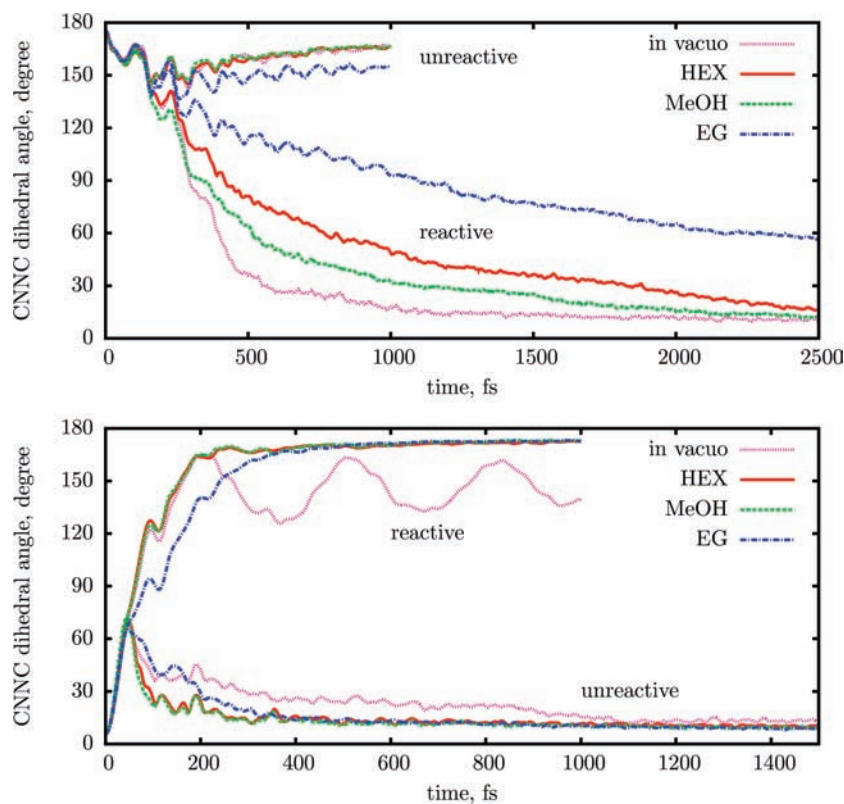 180
150
120
90
60
30
0
CNNC dihedral angle, degree
unreactive
reactive
in vacuo
HEX
MeOH
EG
0 500 1000 1500 2000 2500
time, fs
180
150
120
90
60
30
0
CNNC dihedral angle, degree
in vacuo
HEX
MeOH
EG
reactive
unreactive
0 200 400 600 800 1000 1200 1400
time, fs